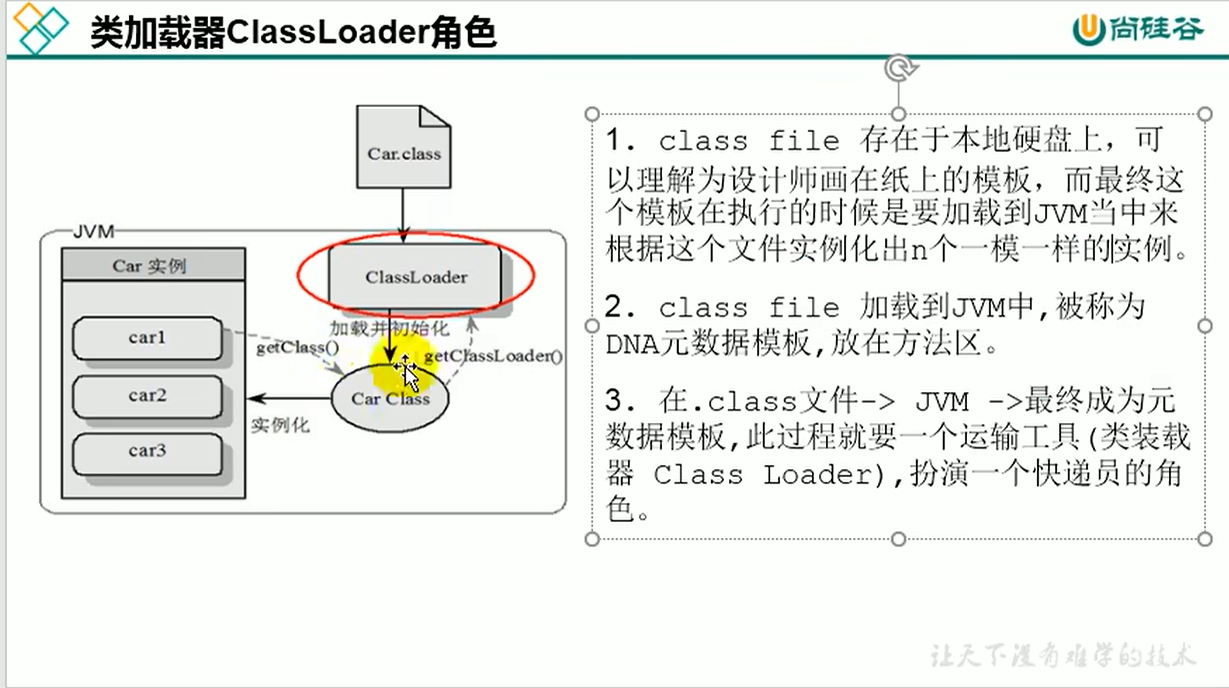 类加载器ClassLoader角色
尚硅谷
Car.class
JVM
Car 实例
ClassLoader
加载并初始化
car1
getClass()
getClassLoader()
car2
Car Class
实例化
car3
1. class file 存在于本地硬盘上，可
以理解为设计师画在纸上的模板，而最终这
个模板在执行的时候是要加载到JVM当中来
根据这个文件实例化出n个一模一样的实例。
2. class file 加载到JVM中,被称为
DNA元数据模板,放在方法区。
3. 在.class文件-> JVM ->最终成为元
数据模板,此过程就要一个运输工具(类装载
器 Class Loader),扮演一个快递员的角
色。
让天下没有难学的技术